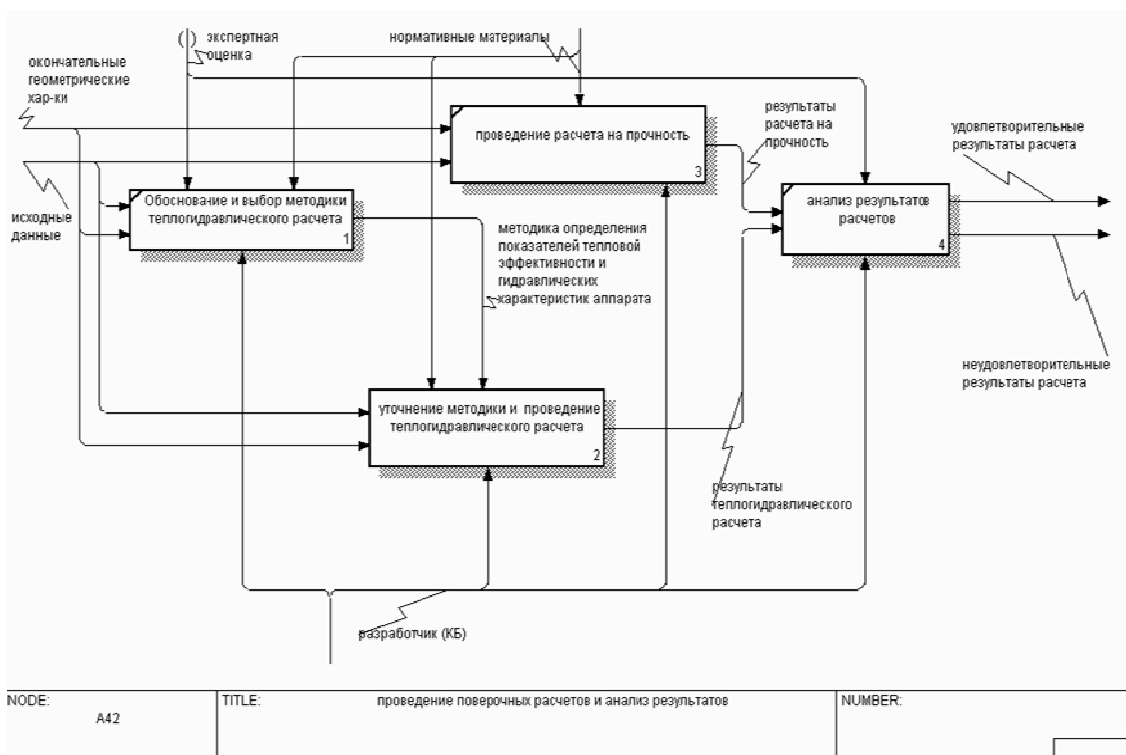 ( ) экспертная
оценка
нормативные материалы
окончательные
геометрические
хар-ки
проведение расчета на прочность
3
результаты
расчета на
прочность
удовлетворительные
результаты расчета
исходные
данные
Обоснование и выбор методики
теплогидравлического расчета
1
анализ результатов
расчетов
4
методика определения
показателей тепловой
эффективности и
гидравлических
характеристик аппарата
неудовлетворительные
результаты расчета
уточнение методики и проведение
теплогидравлического расчета
2
результаты
теплогидравлического
расчета
разработчик (КБ)
NODE:
A42
TITLE:
проведение поверочных расчетов и анализ результатов
NUMBER: